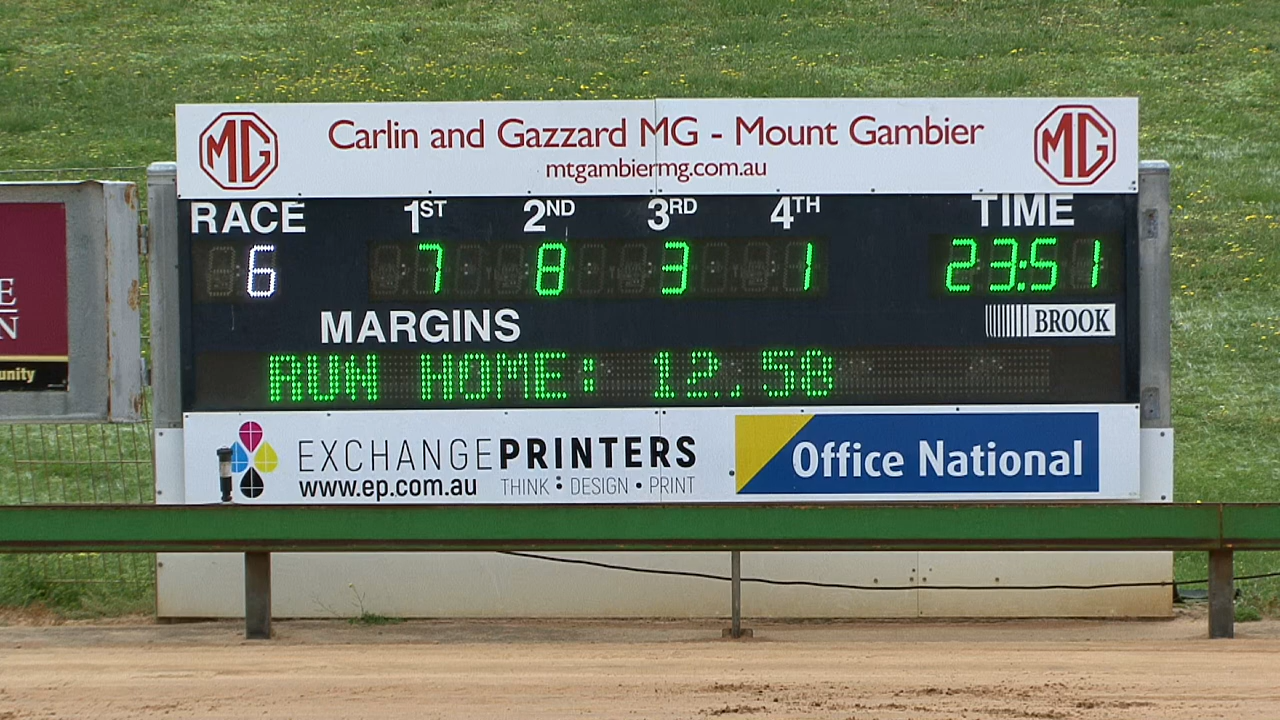 MG
Carlin and Gazzard MG - Mount Gambier
MG
mtgambiermg.com.au
RACE 1ST 2ND 3RD 4TH TIME
6 7 8 3 1 23:51
BROOK
MARGINS
RUN HOME: 12.58
EXCHANGEPRINTERS
www.ep.com.au THINK • DESIGN • PRINT
Office National
E
N
unity